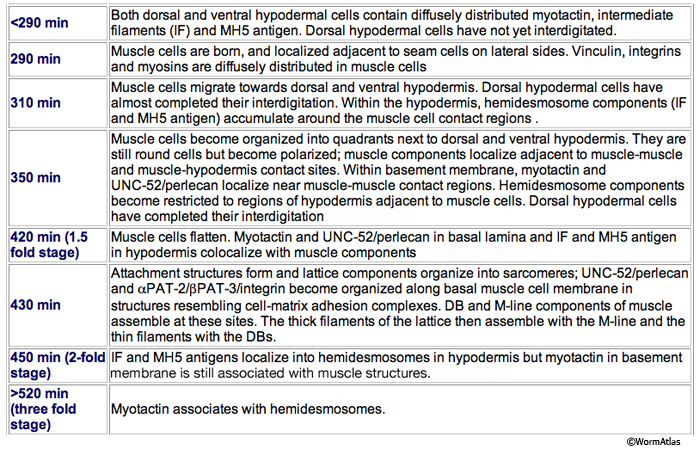 <290 min
Both dorsal and ventral hypodermal cells contain diffusely distributed myotactin, intermediate
filaments (IF) and MH5 antigen. Dorsal hypodermal cells have not yet interdigitated.
290 min
Muscle cells are born, and localized adjacent to seam cells on lateral sides. Vinculin, integrins
and myosins are diffusely distributed in muscle cells
310 min
Muscle cells migrate towards dorsal and ventral hypodermis. Dorsal hypodermal cells have
almost completed their interdigitation. Within the hypodermis, hemidesmosome components (IF
and MH5 antigen) accumulate around the muscle cell contact regions .
350 min
Muscle cells become organized into quadrants next to dorsal and ventral hypodermis. They are
still round cells but become polarized; muscle components localize adjacent to muscle-muscle
and muscle-hypodermis contact sites. Within basement membrane, myotactin and
UNC-52/perlecan localize near muscle-muscle contact regions. Hemidesmosome components
become restricted to regions of hypodermis adjacent to muscle cells. Dorsal hypodermal cells
have completed their interdigitation
420 min (1.5
fold stage)
Muscle cells flatten. Myotactin and UNC-52/perlecan in basal lamina and IF and MH5 antigen
in hypodermis colocalize with muscle components
430 min
Attachment structures form and lattice components organize into sarcomeres; UNC-52/perlecan
and αPAT-2/βPAT-3/integrin become organized along basal muscle cell membrane in
structures resembling cell-matrix adhesion complexes. DB and M-line components of muscle
assemble at these sites. The thick filaments of the lattice then assemble with the M-line and the
thin filaments with the DBs.
450 min (2-fold
stage)
IF and MH5 antigens localize into hemidesmosomes in hypodermis but myotactin in basement
membrane is still associated with muscle structures.
>520 min
(three fold
stage)
Myotactin associates with hemidesmosomes.
©WormAtlas